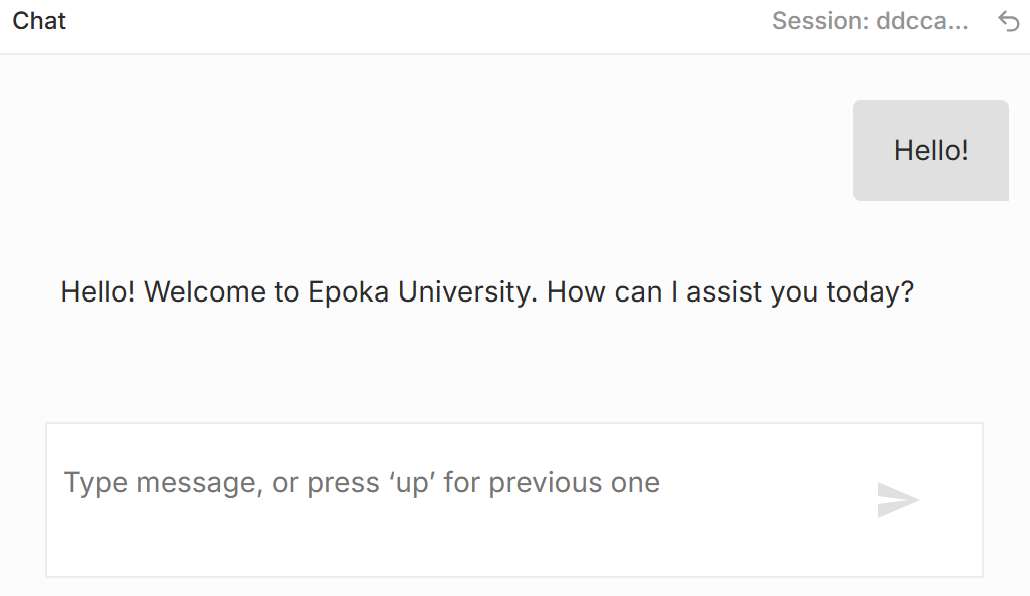 Chat
Session: ddcca...
Hello!
Hello! Welcome to Epoka University. How can I assist you today?
Type message, or press ‘up’ for previous one